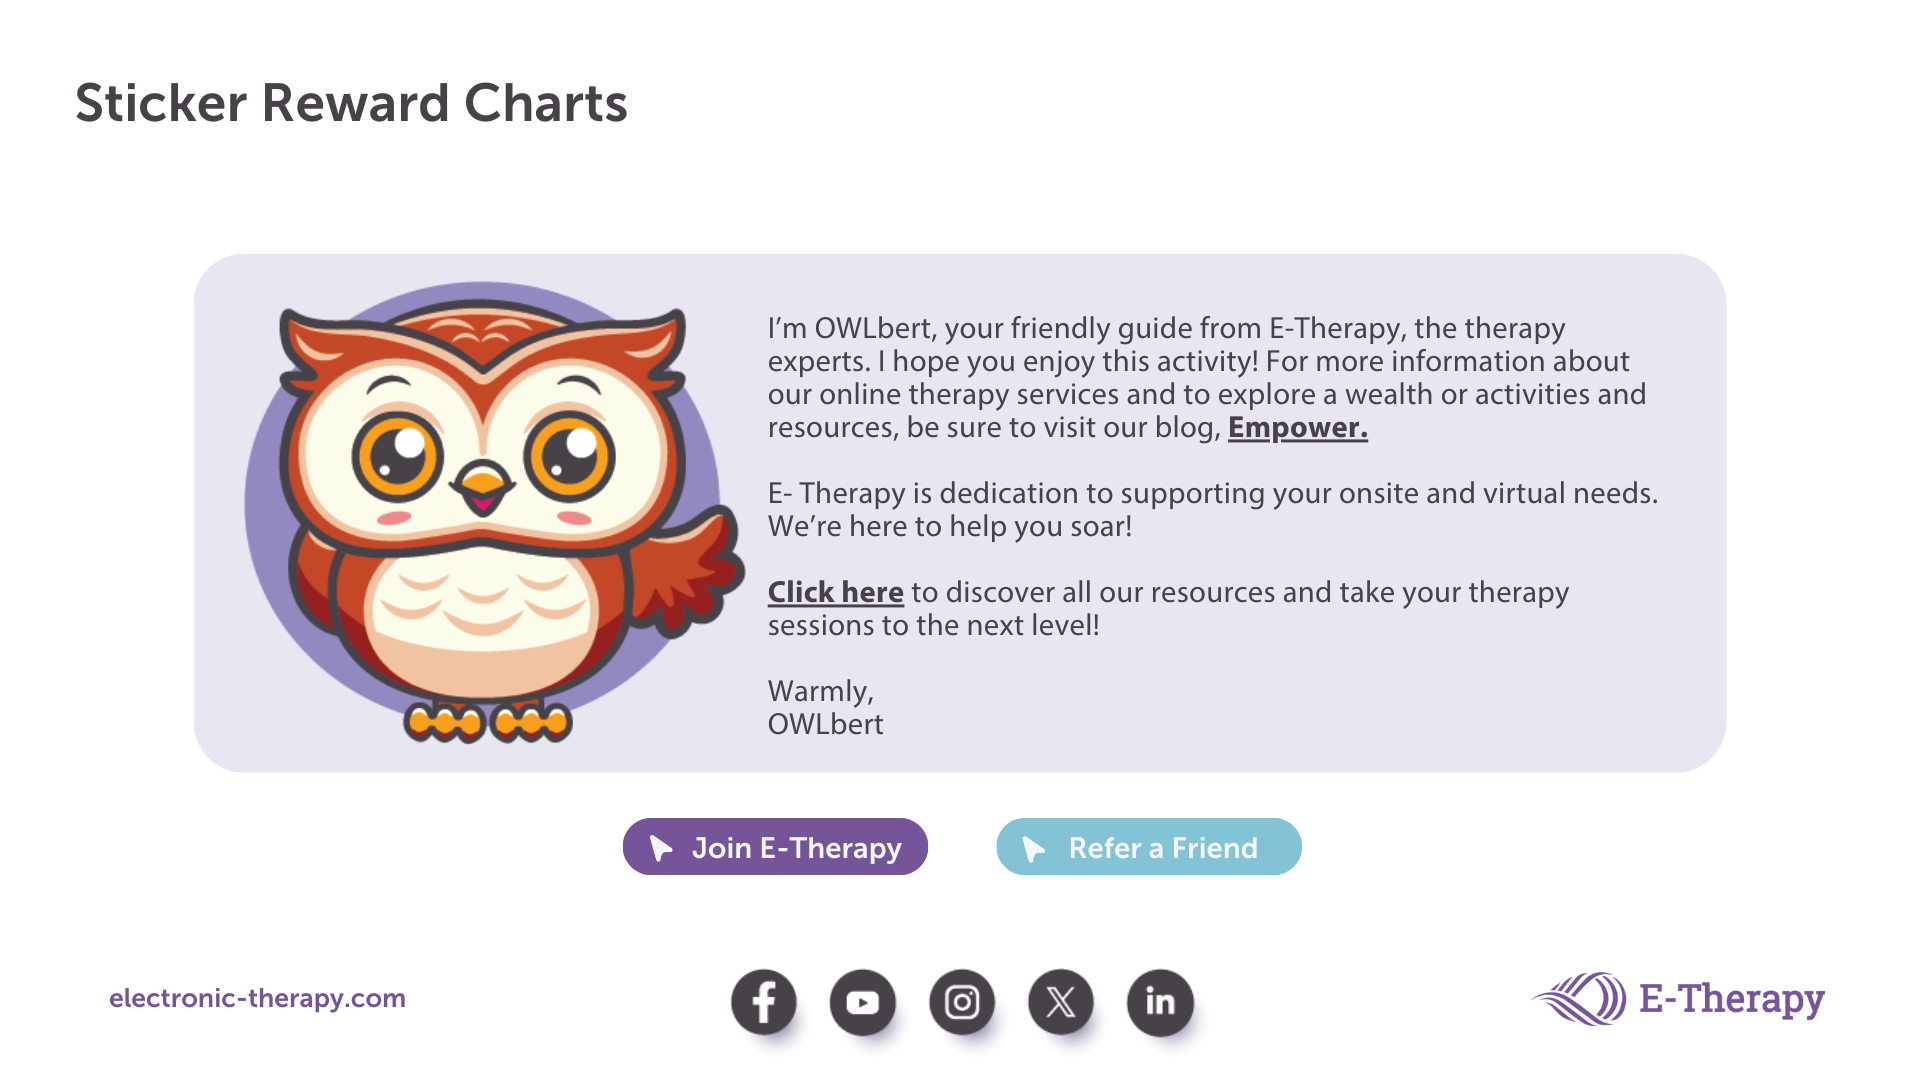 Sticker Reward Charts
I’m OWLbert, your friendly guide from E-Therapy, the therapy
experts. I hope you enjoy this activity! For more information about
our online therapy services and to explore a wealth or activities and
resources, be sure to visit our blog, Empower.
E- Therapy is dedication to supporting your onsite and virtual needs.
We’re here to help you soar!
Click here to discover all our resources and take your therapy
sessions to the next level!
Warmly,
OWLbert
Join E-Therapy
Refer a Friend
electronic-therapy.com
E-Therapy